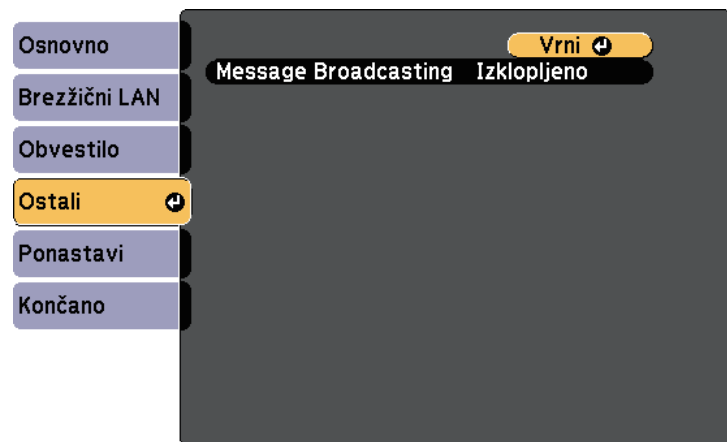 Osnovno
Brezžični LAN
Obvestilo
Ostali
Ponastavi
Končano
Vrni
Message Broadcasting Izklopljeno